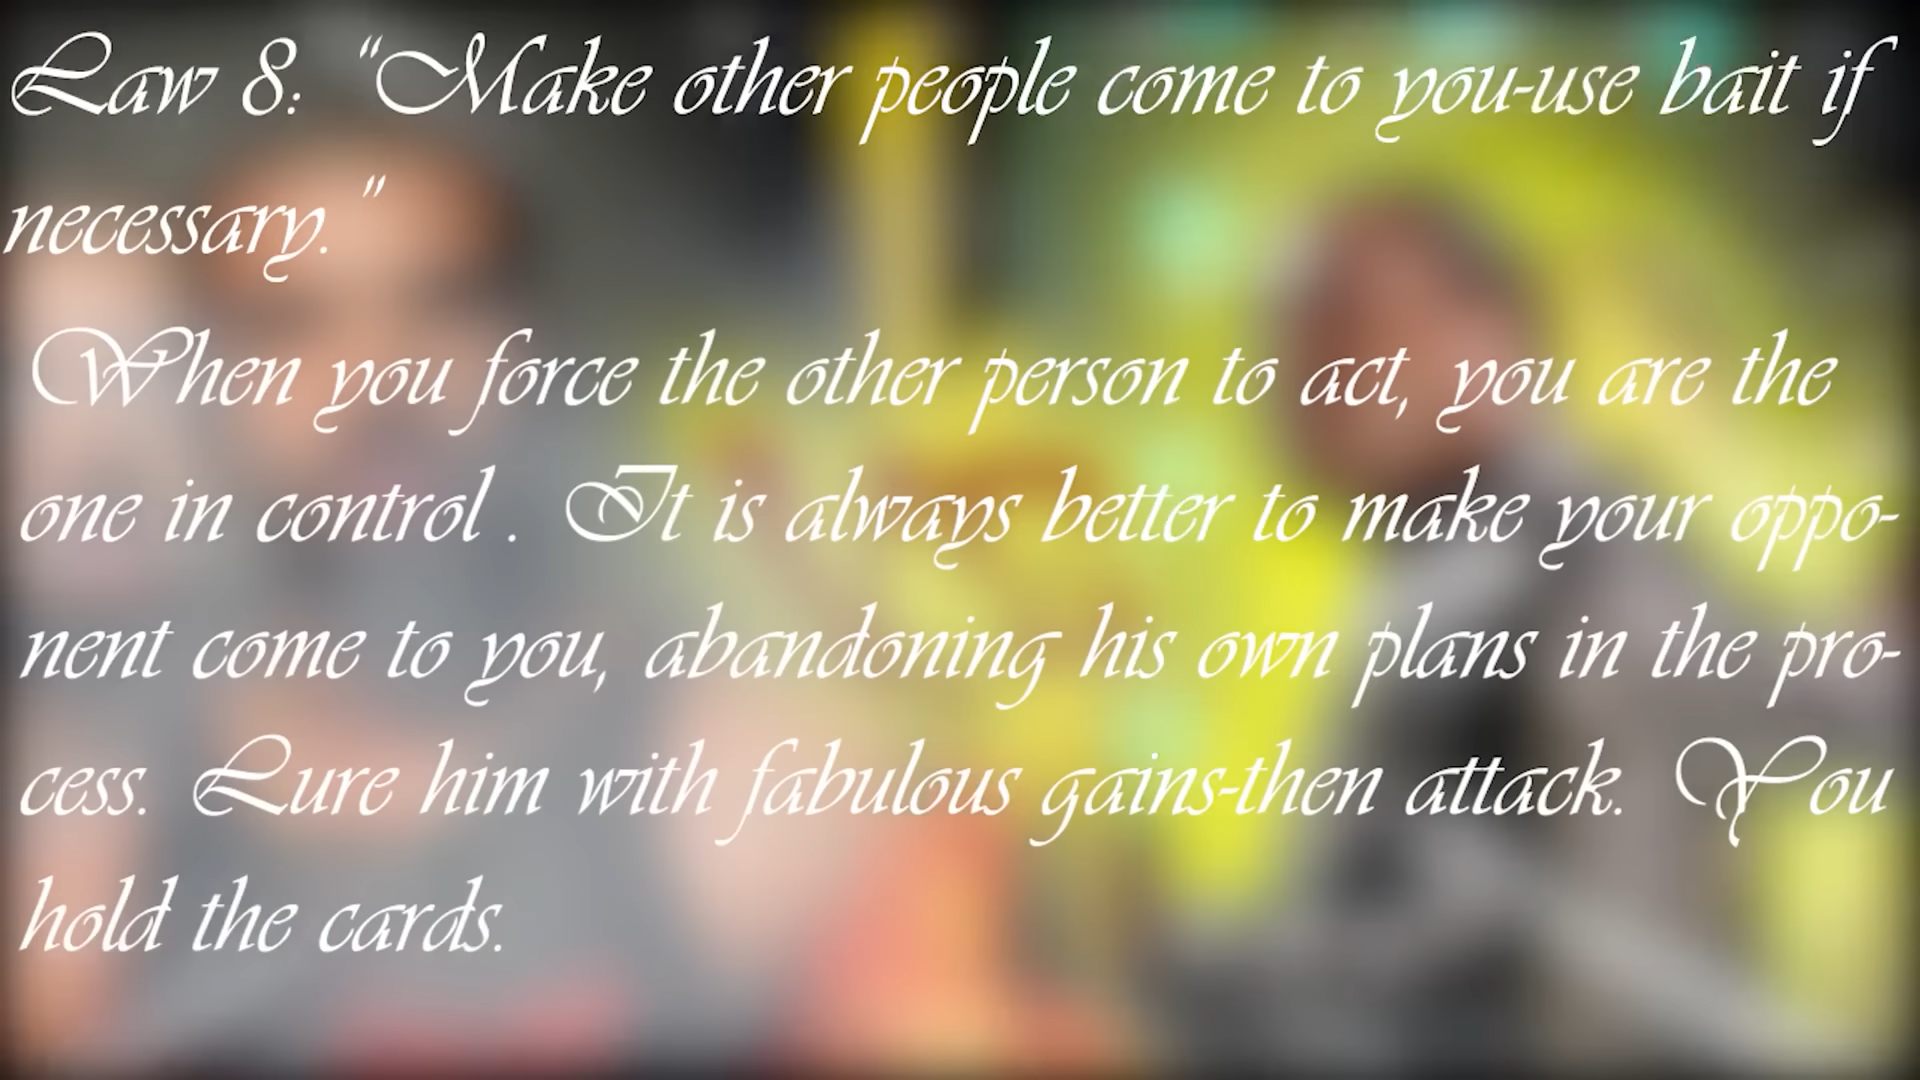 Law 8: "Make other people come to you-use bait if
necessary."
When you force the other person to act, you are the
one in control . It is always better to make your oppo-
nent come to you, abandoning his own plans in the pro-
cess. Lure him with fabulous gains-then attack. You
hold the cards.